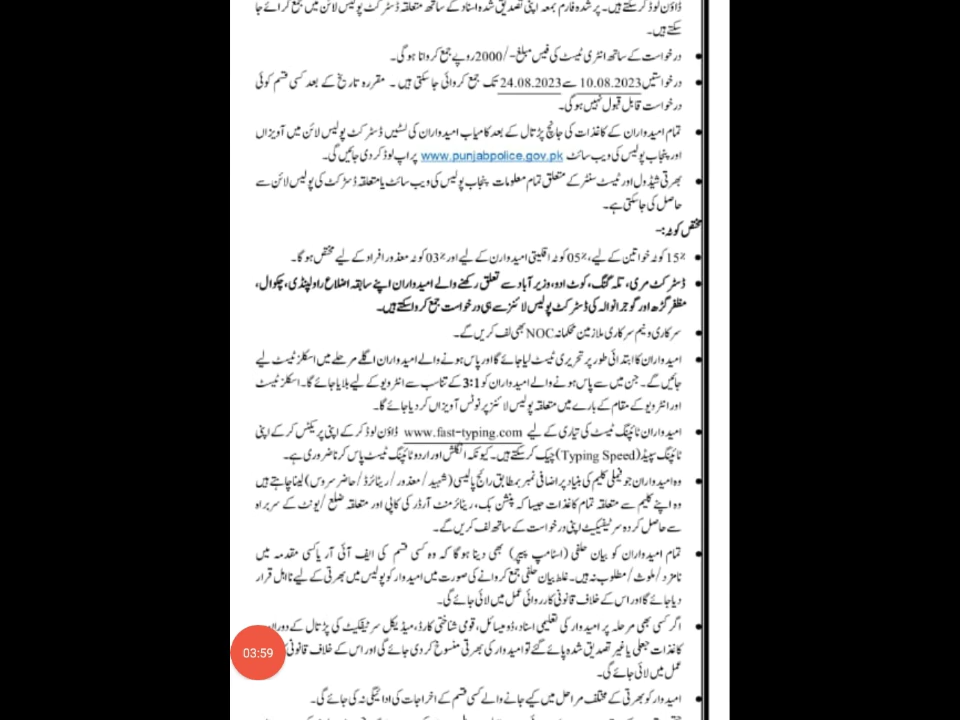 ڈاؤن لوڈ کر سکتے ہیں۔ پر شدہ فارم بمعہ اپنی تصدیق شدہ اسناد کے ساتھ متعلقہ ڈسٹرکٹ پولیس لائن میں جمع کرائے جا
سکتے ہیں۔
درخواست کے ساتھ انٹری ٹیسٹ کی فیس مبلغ -/2000 روپے جمع کروانا ہوگی۔
درخواستیں 10.08.2023 سے 24.08.2023 تک جمع کروائی جا سکتی ہیں ۔ مقررہ تاریخ کے بعد کسی قسم کوئی
درخواست قابل قبول نہیں ہوگی۔
تمام امیدواران کے کاغذات کی جانچ پڑتال کے بعد کامیاب امیدواران کی لسٹیں ڈسٹرکٹ پولیس لائن میں آویزاں
اور پنجاب پولیس کی ویب سائٹ www.punjabpolice.gov.pk پر اپ لوڈ کر دی جائیں گی۔
بھرتی شیڈول اور ٹیسٹ سنٹر کے متعلق تمام معلومات پنجاب پولیس کی ویب سائٹ یا متعلقہ ڈسڑکٹ کی پولیس لائن سے
حاصل کی جا سکتی ہے۔
مختص کوٹہ:-
15% کوٹہ خواتین کے لیے، 05% کوٹہ اقلیتی امیدوارن کے لیے اور 03% کوٹہ معذور افراد کے لیے مختص ہو گا۔
ڈسٹرکٹ مری، تلہ گنگ، کوٹ ادو، وزیر آباد سے تعلق رکھنے والے امیدواران اپنے سابقہ اضلاع راولپنڈی، چکوال،
مظفر گڑھ اور گوجرانوالہ کی ڈسٹرکٹ پولیس لائنز سے ہی درخواست جمع کروا سکتے ہیں۔
سرکاری و نیم سرکاری ملازمین محکمانہ NOC بھی لف کریں گے۔
امیدواران کا ابتدائی طور پر تحریری ٹیسٹ لیا جائے گا اور پاس ہونے والے امیدواران اگلے مرحلے میں اسکلز ٹیسٹ لیے
جائیں گے۔ جن میں سے پاس ہونے والے امیدواران کو 3:1 کے تناسب سے انٹرویو کے لیے بلایا جائے گا۔ اسکلز ٹیسٹ
اور انٹرویو کے مقام کے بارے میں متعلقہ پولیس لائنز پر نوٹس آویزاں کر دیا جائے گا۔
امیدواران ٹائپنگ ٹیسٹ کی تیاری کے لیے www.fast-typing.com ڈاؤن لوڈ کر کے اپنی پریکٹس کر کے اپنی
ٹائپنگ سپیڈ (Typing Speed) چیک کر سکتے ہیں۔ کیونکہ انگلش اور اردو ٹائپنگ ٹیسٹ پاس کرنا ضروری ہے۔
وہ امیدواران جو فیملی کلیم کی بنیاد پر اضافی نمبر بمطابق رائج پالیسی (شہید / معذور / ریٹائرڈ / حاضر سروس) لینا چاہتے ہیں
وہ اپنے کلیم سے متعلقہ تمام کاغذات جیسا کہ پنشن بک، ریٹائرمنٹ آرڈر کی کاپی اور متعلقہ ضلع / یونٹ کے سربراہ
سے حاصل کردہ سرٹیفیکیٹ اپنی درخواست کے ساتھ لف کریں گے۔
تمام امیدواران کو بیان حلفی (اسٹامپ پیپر) بھی دینا ہو گا کہ وہ کسی قسم کی ایف آئی آر یا کسی مقدمہ میں
نامزد / ملوث / مطلوب نہ ہیں۔ غلط بیان حلفی جمع کروانے کی صورت میں امیدوار کو پولیس میں بھرتی کے لیے نااہل قرار
دیا جائے گا اور اس کے خلاف قانونی کارروائی عمل میں لائی جائے گی۔
اگر کسی بھی مرحلہ پر امیدوار کی تعلیمی اسناد، ڈومیسائل، قومی شناختی کارڈ، میڈیکل سرٹیفکیٹ کی پڑتال کے دوران
کاغذات جعلی یا غیر تصدیق شدہ پائے گئے تو امیدوار کی بھرتی منسوخ کر دی جائے گی اور اس کے خلاف قانونی
عمل میں لائی جائے گی۔
امیدوار کو بھرتی کے مختلف مراحل میں کیے جانے والے کسی قسم کے اخراجات کی ادائیگی نہ کی جائے گی۔
03:59